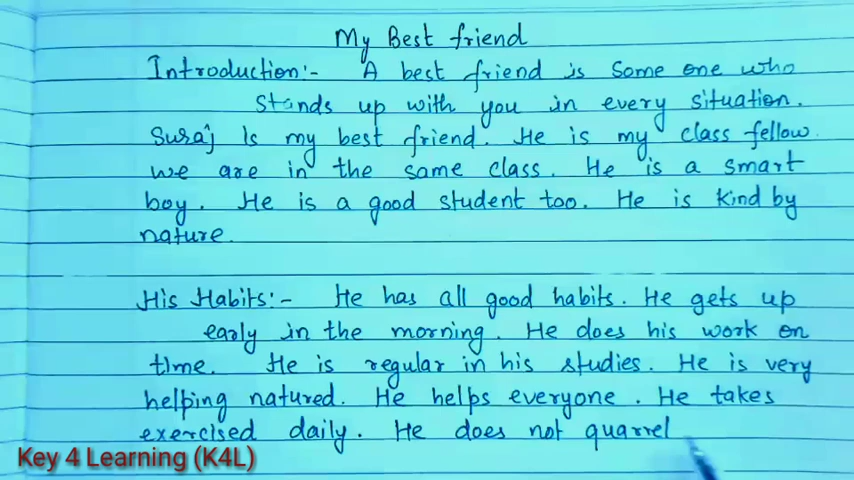 My Best friend
Introduction:- A best friend is some one who
stands up with you in every situation.
Suraj Is my best friend. He is my class fellow.
we are in the same class. He is a smart
boy. He is a good student too. He is kind by
nature.
His Habits:- He has all good habits. He gets up
early in the morning. He does his work on
time. He is regular in his studies. He is very
helping natured. He helps everyone. He takes
exercised daily. He does not quarrel
Key 4 Learning (K4L)